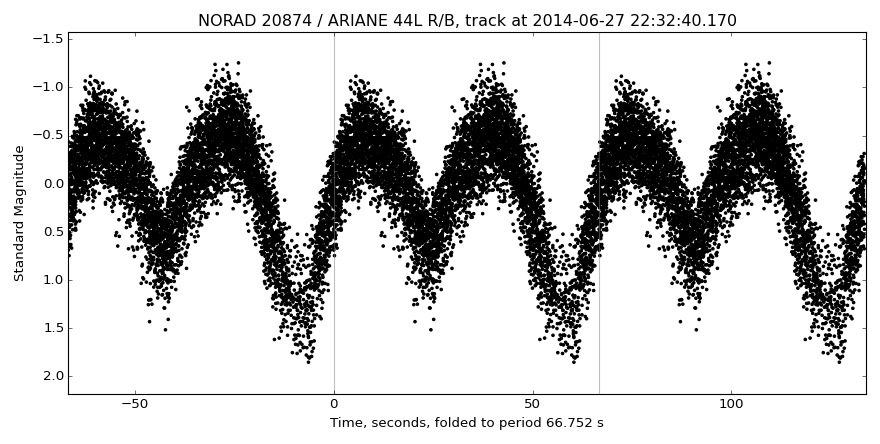 NORAD 20874 / ARIANE 44L R/B, track at 2014-06-27 22:32:40.170
−1.5
−1.0
−0.5
0.0
0.5
1.0
1.5
2.0
Standard Magnitude
−50 0 50 100
Time, seconds, folded to period 66.752 s